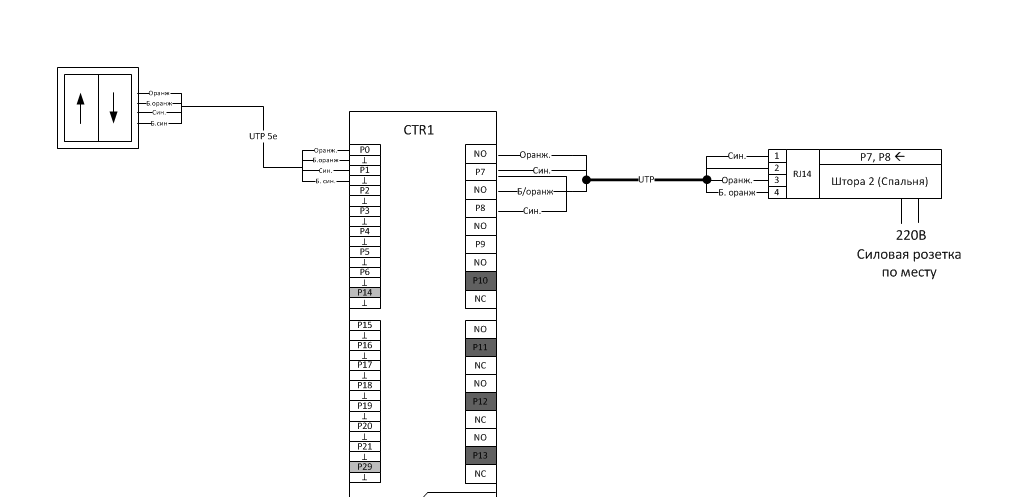 Оранж
Б.оранж
Син.
Б.син
UTP 5e
Оранж.
Б.оранж
Син.
Б. син.
CTR1
P0
⊥
P1
⊥
P2
⊥
P3
⊥
P4
⊥
P5
⊥
P6
⊥
P14
⊥
P15
⊥
P16
⊥
P17
⊥
P18
⊥
P19
⊥
P20
⊥
P21
⊥
P29
⊥
NO
P7
NO
P8
NO
P9
NO
P10
NC
NO
P11
NC
NO
P12
NC
NO
P13
NC
Оранж.
Син.
Б/оранж
Син.
UTP
Син.
Оранж.
Б. оранж
1
2
3
4
RJ14
P7, P8 ←
Штора 2 (Спальня)
220В
Силовая розетка
по месту